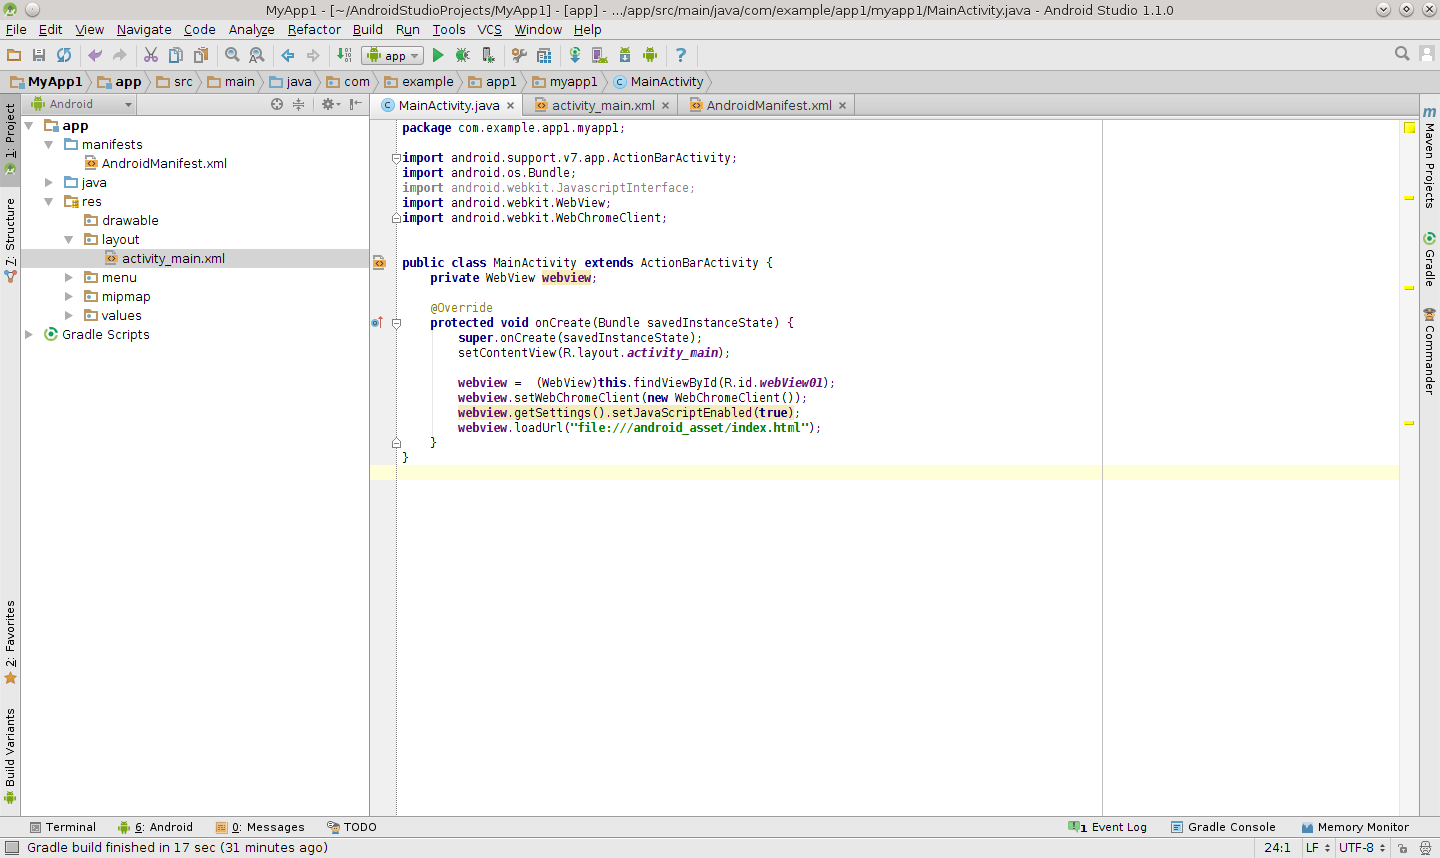 MyApp1 - [~/AndroidStudioProjects/MyApp1] - [app] - .../app/src/main/java/com/example/app1/myapp1/MainActivity.java - Android Studio 1.1.0
File Edit View Navigate Code Analyze Refactor Build Run Tools VCS Window Help
app
MyApp1 app src main java com example app1 myapp1 MainActivity
1: Project
7: Structure
2: Favorites
Build Variants
Android
app
manifests
AndroidManifest.xml
java
res
drawable
layout
activity_main.xml
menu
mipmap
values
Gradle Scripts
MainActivity.java activity_main.xml AndroidManifest.xml
package com.example.app1.myapp1;
import android.support.v7.app.ActionBarActivity;
import android.os.Bundle;
import android.webkit.JavascriptInterface;
import android.webkit.WebView;
import android.webkit.WebChromeClient;
public class MainActivity extends ActionBarActivity {
private WebView webview;
@Override
protected void onCreate(Bundle savedInstanceState) {
super.onCreate(savedInstanceState);
setContentView(R.layout.activity_main);
webview =  (WebView)this.findViewById(R.id.webView01);
webview.setWebChromeClient(new WebChromeClient());
webview.getSettings().setJavaScriptEnabled(true);
webview.loadUrl("file:///android_asset/index.html");
}
}
Maven Projects
Gradle
Commander
Terminal 6: Android 0: Messages TODO 1 Event Log Gradle Console Memory Monitor
Gradle build finished in 17 sec (31 minutes ago) 24:1 LF UTF-8